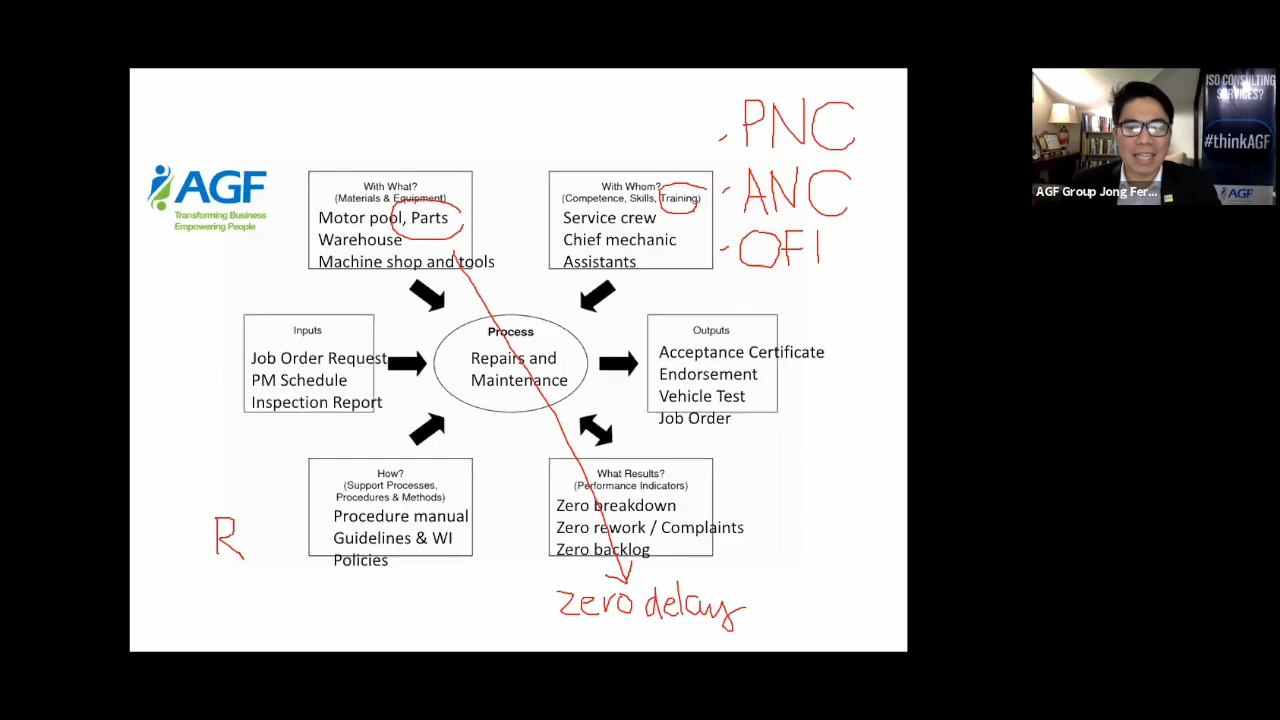 AGF
Transforming Business
Empowering People
With What?
(Materials & Equipment)
Motor pool, Parts
Warehouse
Machine shop and tools
With Whom?
(Competence, Skills, Training)
Service crew
Chief mechanic
Assistants
- PNC
- ANC
- OFI
Inputs
Job Order Request
PM Schedule
Inspection Report
Process
Repairs and
Maintenance
Outputs
Acceptance Certificate
Endorsement
Vehicle Test
Job Order
How?
(Support Processes,
Procedures & Methods)
Procedure manual
Guidelines & WI
Policies
What Results?
(Performance Indicators)
Zero breakdown
Zero rework / Complaints
Zero backlog
R
zero delay
ISO CONSULTING
SERVICES?
#thinkAGF
AGF
AGF Group Jong Fer...